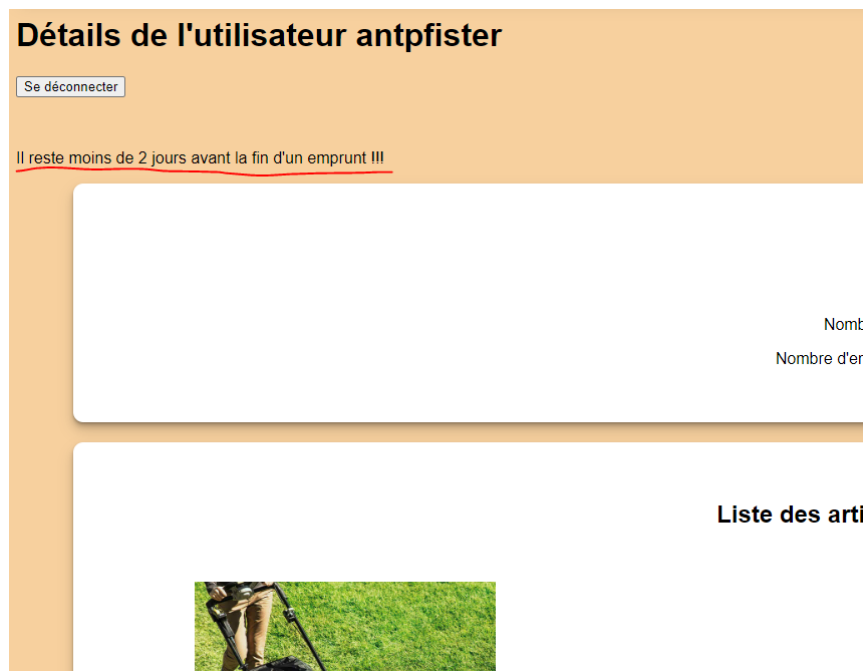 Détails de l'utilisateur antpfister
Se déconnecter
Il reste moins de 2 jours avant la fin d'un emprunt !!!
Nomb
Nombre d'er
Liste des arti